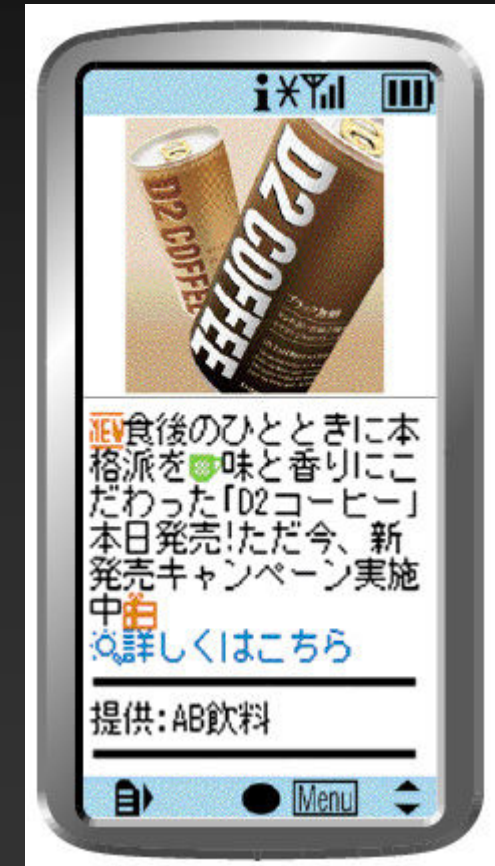 D2 COFFEE
D2 COFFEE
NEW食後のひとときに本
格派を味と香りにこ
だわった「D2コーヒー」
本日発売!ただ今、新
発売キャンペーン実施
中
詳しくはこちら
提供:AB飲料
Menu